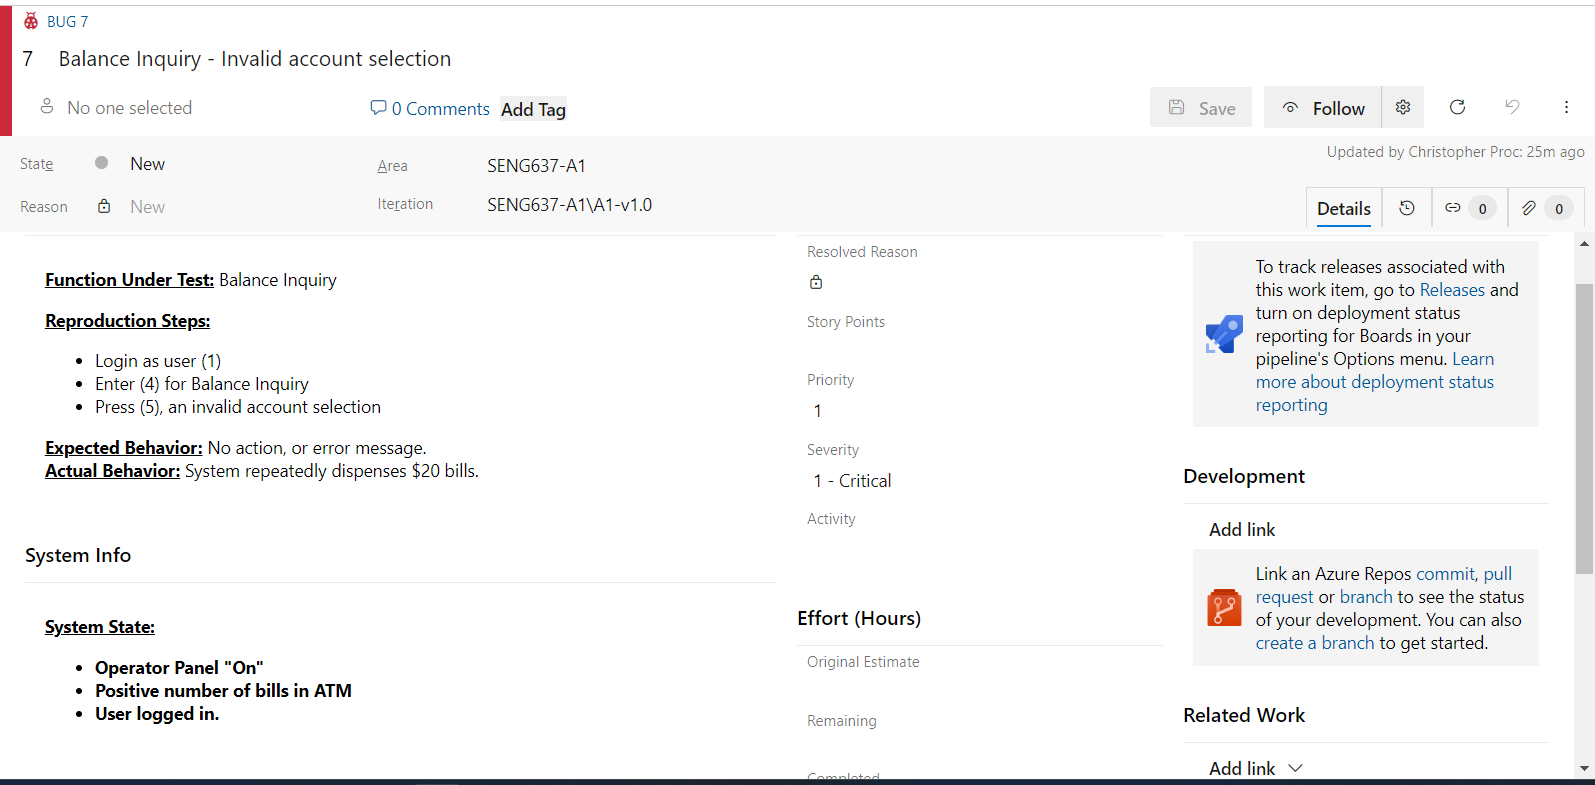 BUG 7
7 Balance Inquiry - Invalid account selection
No one selected
0 Comments
Add Tag
Save
Follow
State
New
Area
SENG637-A1
Updated by Christopher Proc: 25m ago
Reason
New
Iteration
SENG637-A1\A1-v1.0
Details
0
0
Function Under Test: Balance Inquiry
Reproduction Steps:
• Login as user (1)
• Enter (4) for Balance Inquiry
• Press (5), an invalid account selection
Expected Behavior: No action, or error message.
Actual Behavior: System repeatedly dispenses $20 bills.
System Info
System State:
• Operator Panel "On"
• Positive number of bills in ATM
• User logged in.
Resolved Reason
Story Points
Priority
1
Severity
1 - Critical
Activity
Effort (Hours)
Original Estimate
Remaining
Completed
To track releases associated with
this work item, go to Releases and
turn on deployment status
reporting for Boards in your
pipeline's Options menu. Learn
more about deployment status
reporting
Development
Add link
Link an Azure Repos commit, pull
request or branch to see the status
of your development. You can also
create a branch to get started.
Related Work
Add link